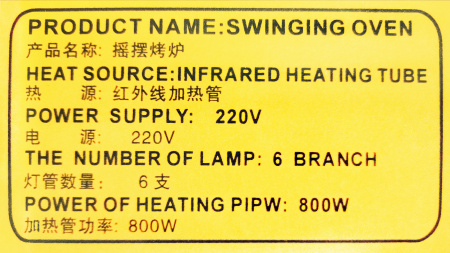 PRODUCT NAME:SWINGING OVEN
产品名称: 摇摆烤炉
HEAT SOURCE:INFRARED HEATING TUBE
热 源: 红外线加热管
POWER SUPPLY: 220V
电 源: 220V
THE NUMBER OF LAMP: 6 BRANCH
灯管数量: 6支
POWER OF HEATING PIPW: 800W
加热管功率: 800W